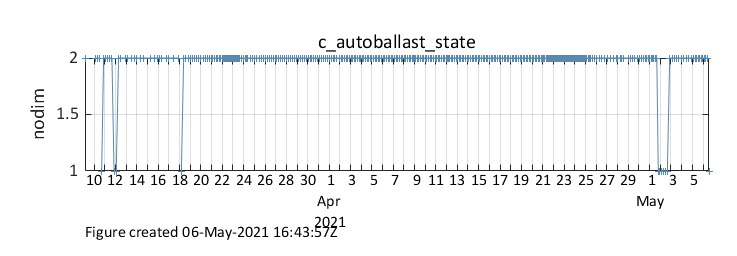 c_autoballast_state
nodim
2
1.5
1
10 12 14 16 18 20 22 24 26 28 30 1 3 5 7 9 11 13 15 17 19 21 23 25 27 29 1 3 5
Apr May
2021
Figure created 06-May-2021 16:43:57Z